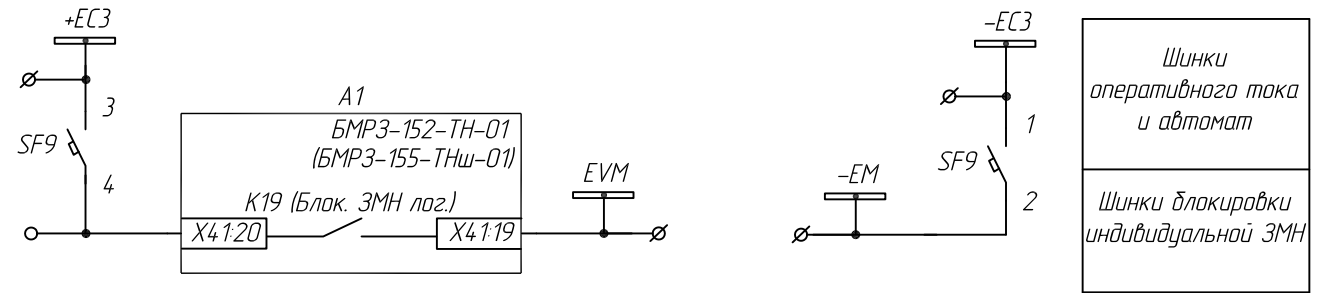 +EC3
3
SF9
4
A1
БМРЗ-152-ТН-01
(БМРЗ-155-ТНш-01)
K19 (Блок. ЗМН лог.)
X41:20
X41:19
EVM
-EC3
1
SF9
2
-EM
Шинки
оперативного тока
и автомат
Шинки блокировки
индивидуальной ЗМН